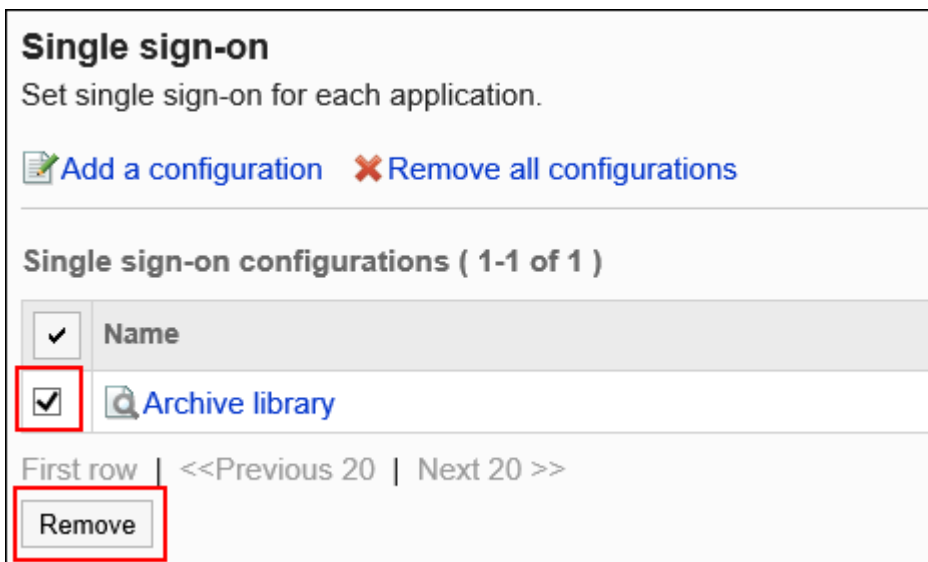 Single sign-on
Set single sign-on for each application.
Add a configuration Remove all configurations
Single sign-on configurations ( 1-1 of 1 )
Name
Archive library
First row | <<Previous 20 | Next 20 >>
Remove